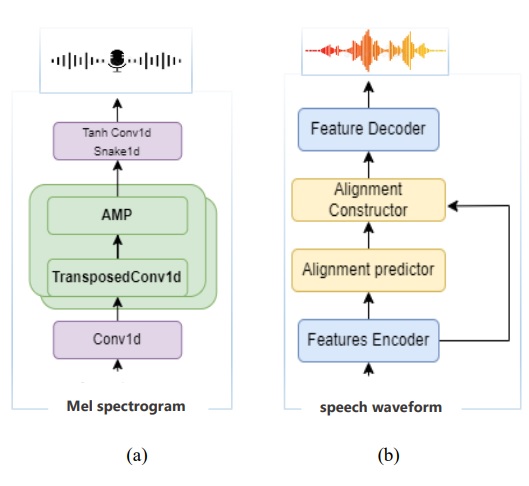 Tanh Conv1d
Snake1d
AMP
TransposedConv1d
Conv1d
Mel spectrogram
(a)
Feature Decoder
Alignment
Constructor
Alignment predictor
Features Encoder
speech waveform
(b)